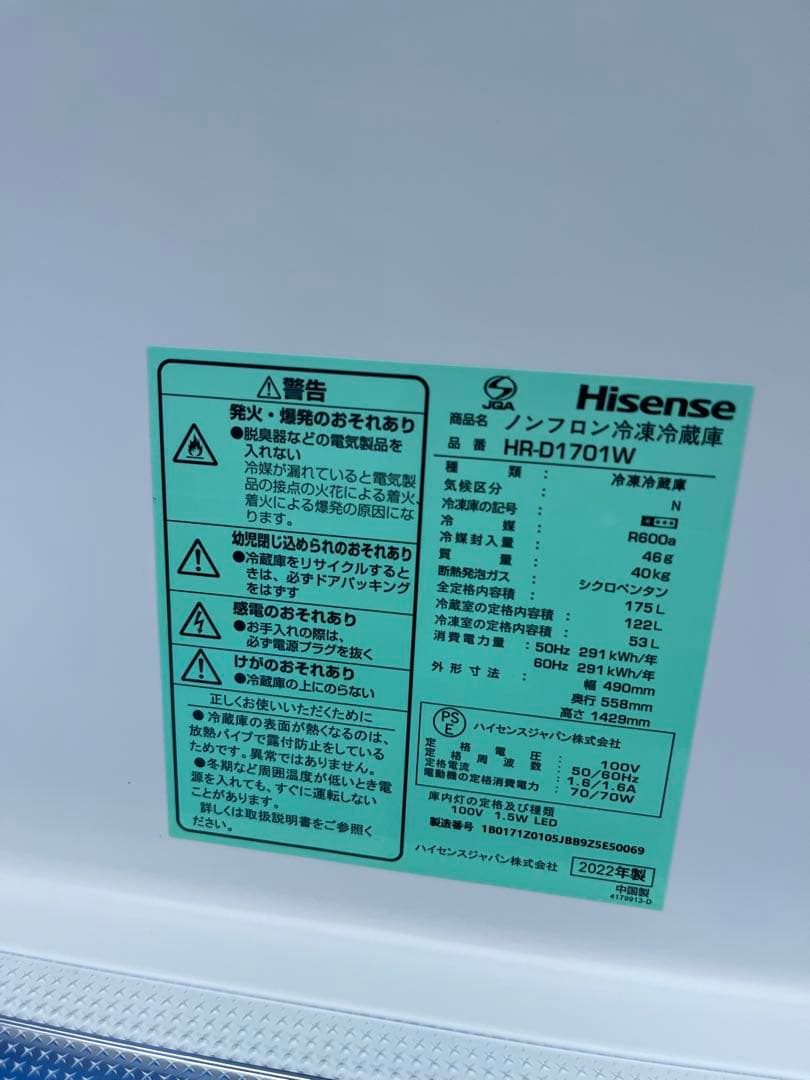 警告
発火・爆発のおそれあり
●脱臭器などの電気製品を
入れない
冷媒が漏れていると電気製
品の接点の火花による着火、
着火による爆発の原因にな
ります。
幼児閉じ込められのおそれあり
●冷蔵庫をリサイクルすると
きは、必ずドアパッキング
をはずす
感電のおそれあり
●お手入れの際は、
必ず電源プラグを抜く
けがのおそれあり
●冷蔵庫の上にのらない
正しくお使いいただくために
●冷蔵庫の表面が熱くなるのは、
放熱パイプで露付防止をしている
ためです。異常ではありません。
●冬期など周囲温度が低いとき電
源を入れても、すぐに運転しない
ことがあります。
詳しくは取扱説明書をご参照く
ださい。
JQA Hisense
商品名 ノンフロン冷凍冷蔵庫
品番 HR-D1701W
種類: 冷凍冷蔵庫
気候区分: N
冷凍庫の記号:
冷媒: R600a
冷媒封入量: 46g
質量: 40kg
断熱発泡ガス: シクロペンタン
全定格内容積: 175L
冷蔵室の定格内容積: 122L
冷凍室の定格内容積: 53L
消費電力量: 50Hz 291kWh/年
60Hz 291kWh/年
外形寸法: 幅 490mm
奥行 558mm
高さ 1429mm
PSE ハイセンスジャパン株式会社
定格電圧: 100V
定格周波数: 50/60Hz
定格電流: 1.6/1.6A
電動機の定格消費電力: 70/70W
庫内灯の定格及び種類
100V 1.5W LED
製造番号 1B0171Z0105JBB9Z5E50069
ハイセンスジャパン株式会社 2022年製
中国製
4179913-D